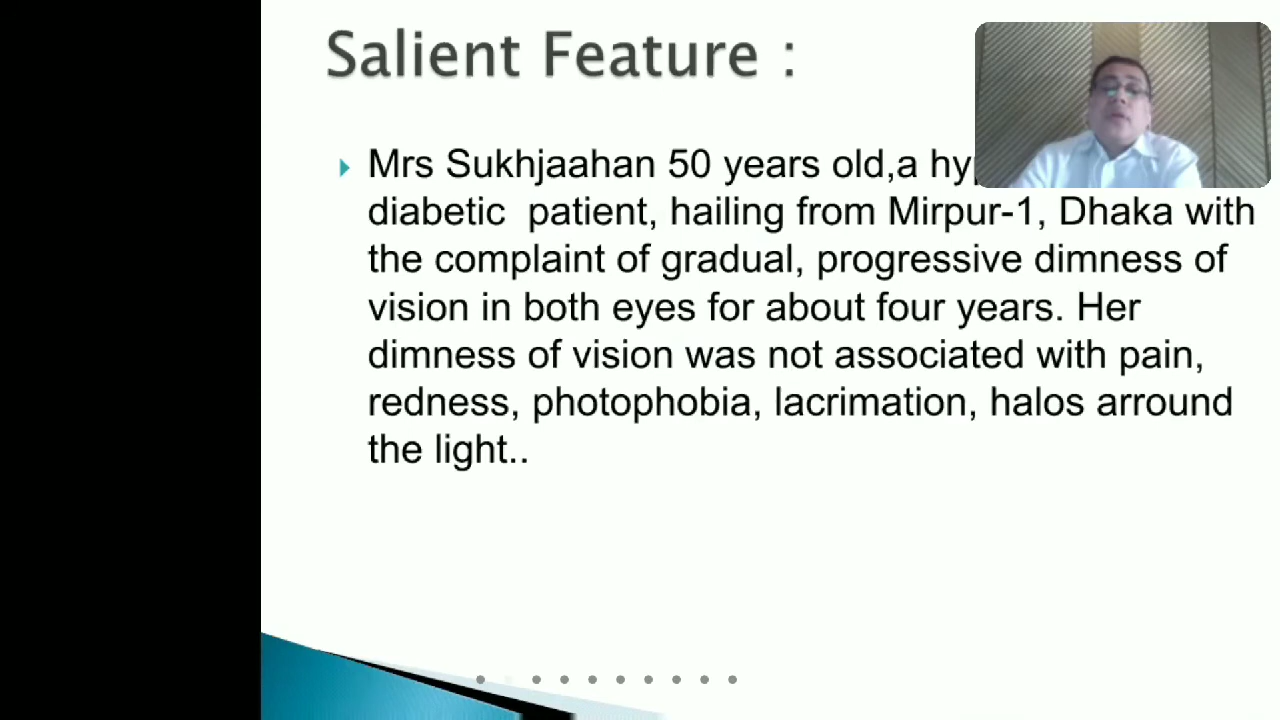 Salient Feature :
Mrs Sukhjaahan 50 years old,a
diabetic patient, hailing from Mirpur-1, Dhaka with
the complaint of gradual, progressive dimness of
vision in both eyes for about four years. Her
dimness of vision was not associated with pain,
redness, photophobia, lacrimation, halos arround
the light..